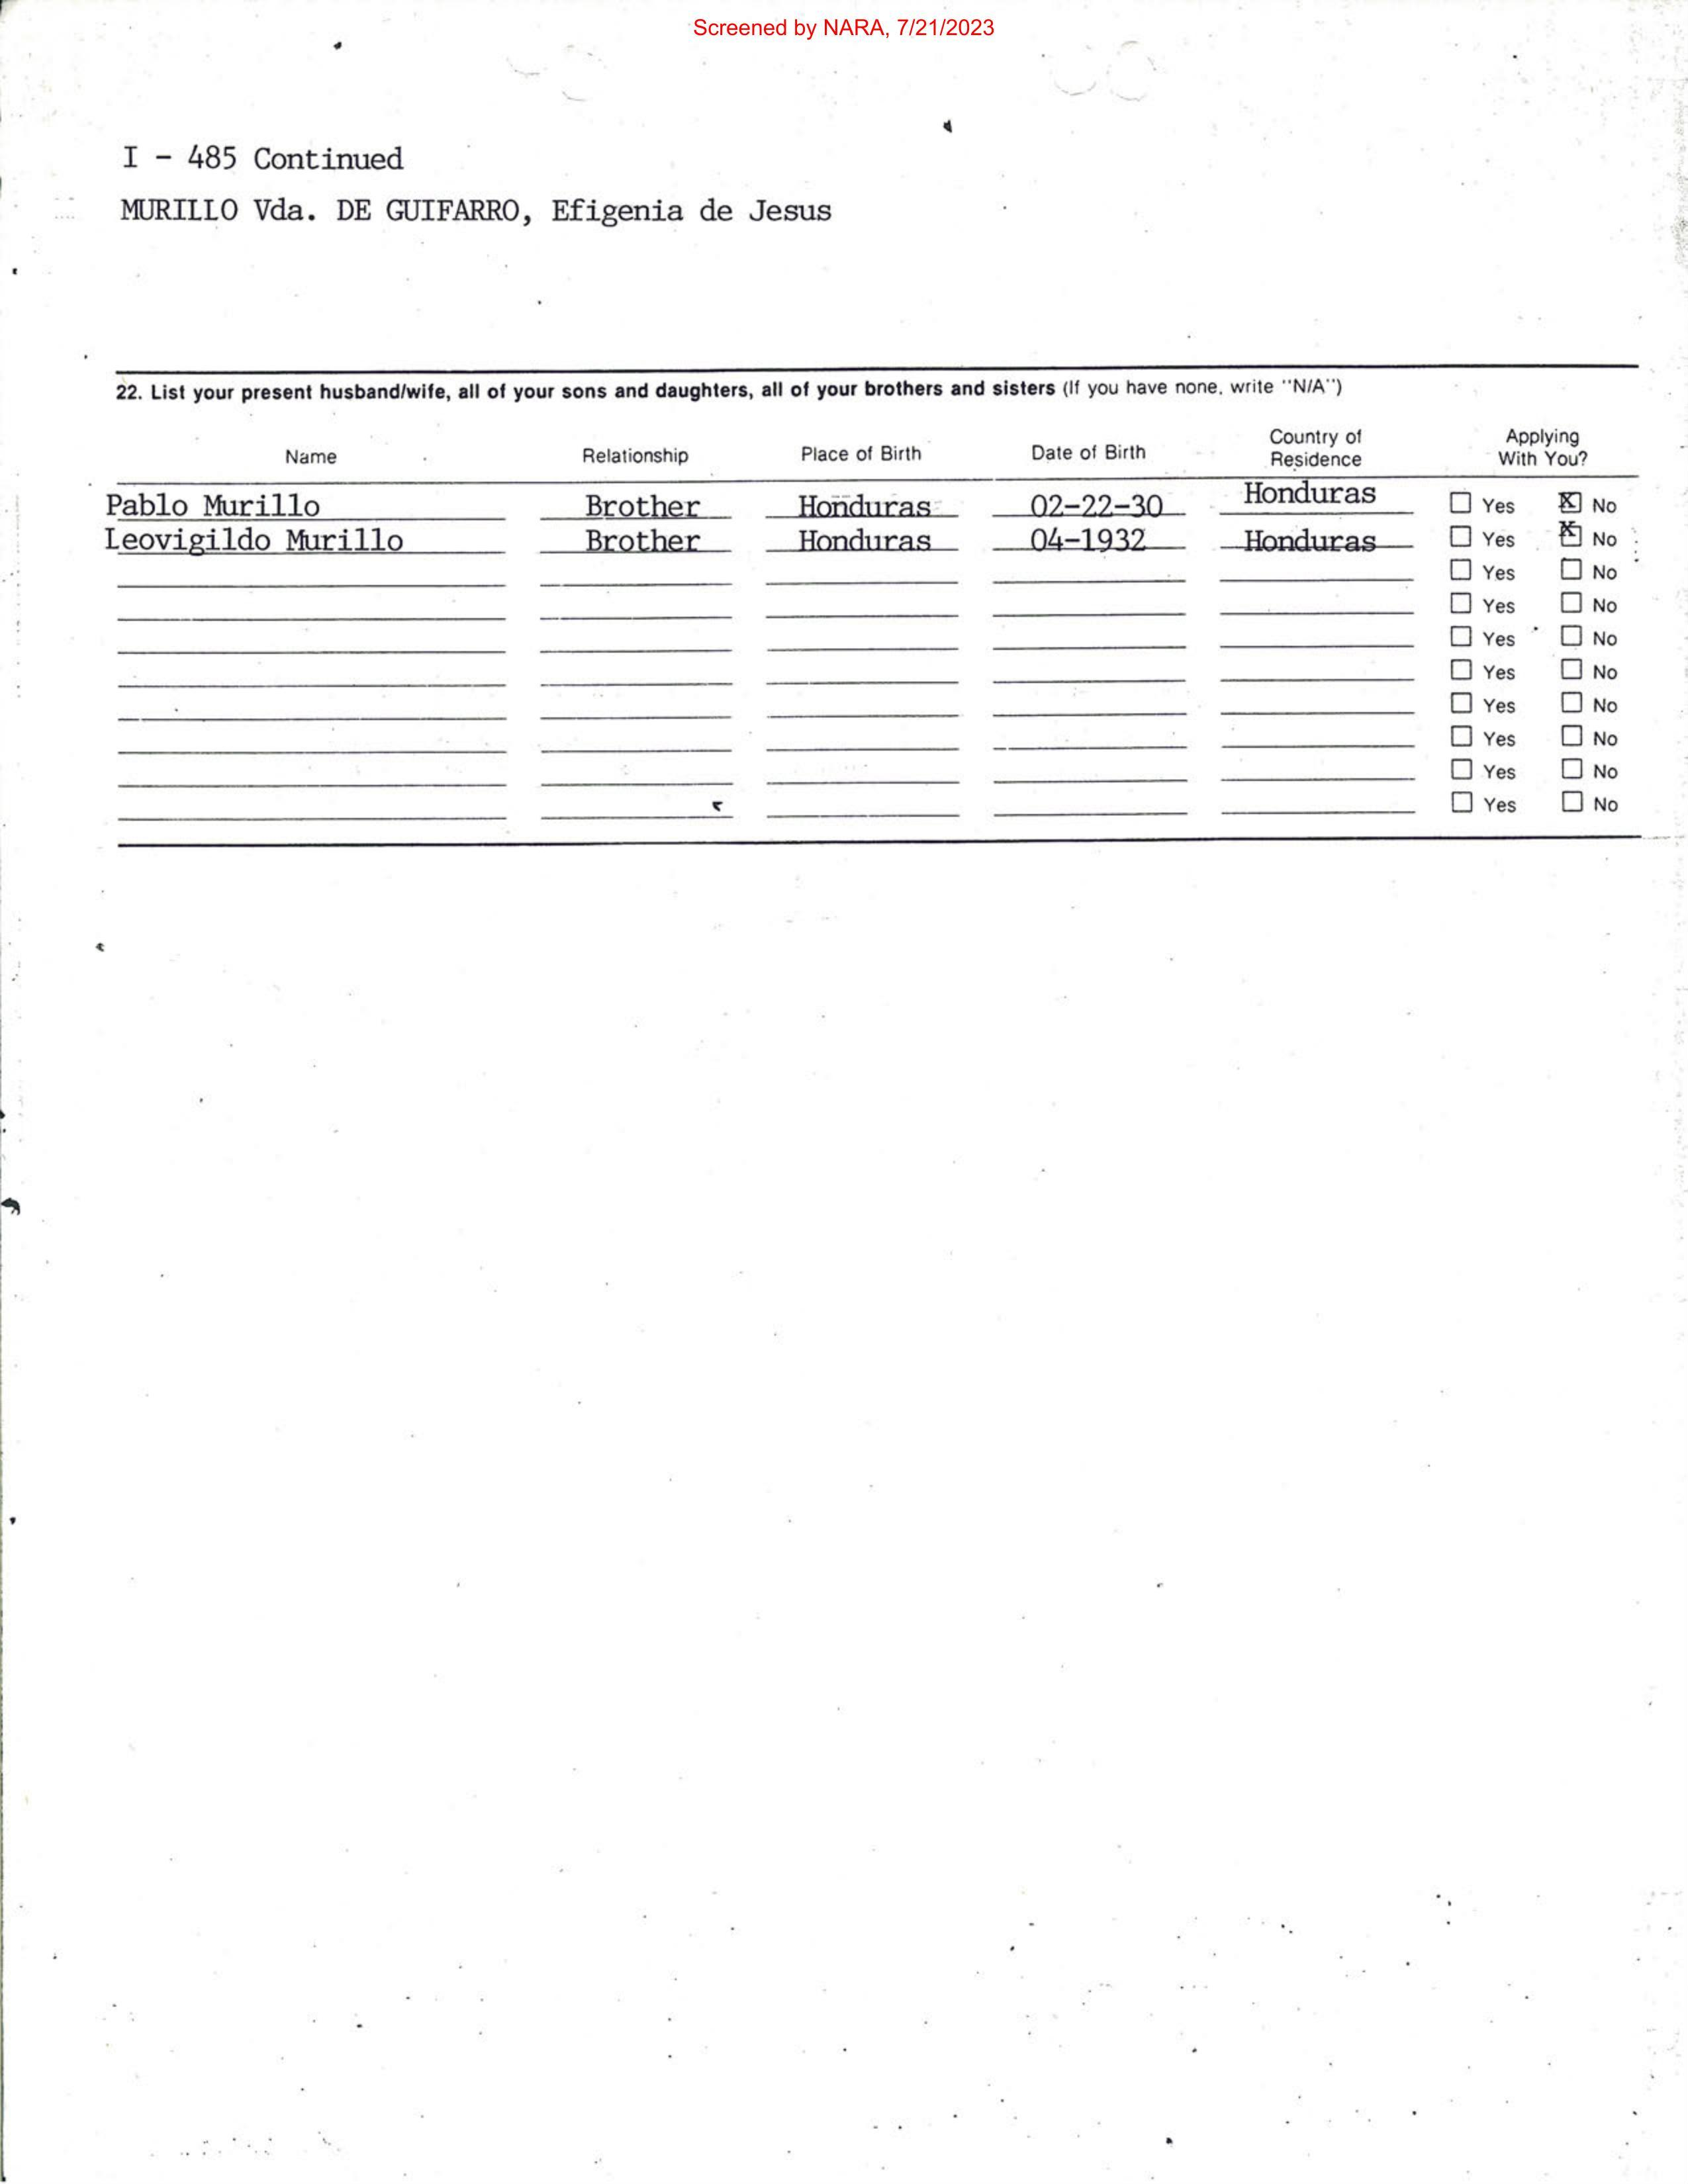 Screened by NARA, 7/21/2023
I - 485 Continued
MURILLO Vda. DE GUIFARRO, Efigenia de Jesus
22. List your present husband/wife, all of your sons and daughters, all of your brothers and sisters (If you have none, write "N/A")
Name Relationship Place of Birth Date of Birth Country of Residence Applying With You?
Pablo Murillo Brother Honduras 02-22-30 Honduras ☐ Yes ☒ No
Leovigildo Murillo Brother Honduras 04-1932 Honduras ☐ Yes ☒ No
☐ Yes ☐ No
☐ Yes ☐ No
☐ Yes ☐ No
☐ Yes ☐ No
☐ Yes ☐ No
☐ Yes ☐ No
☐ Yes ☐ No
☐ Yes ☐ No